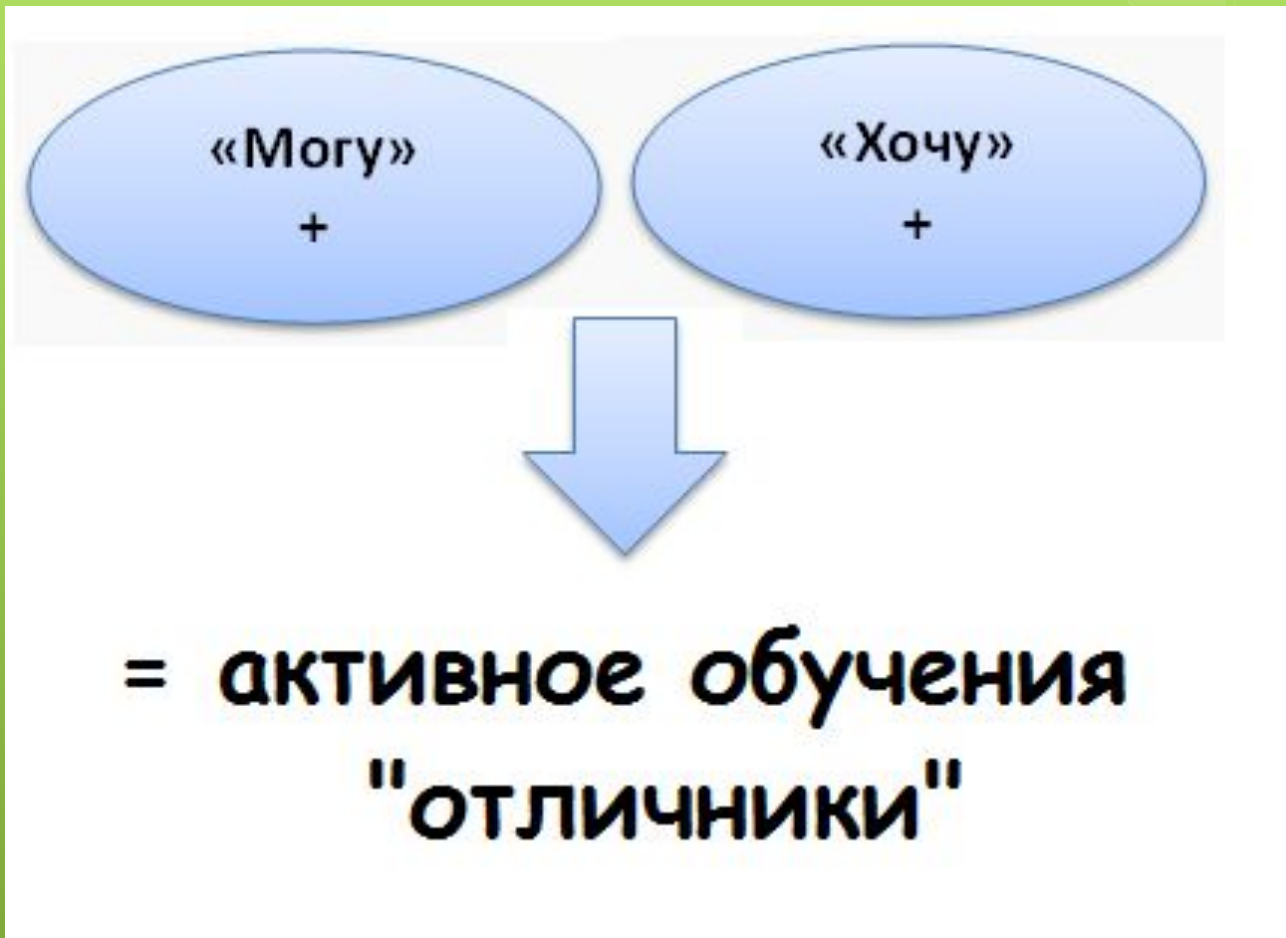 «Могу»
+
«Хочу»
+
= активное обучения
"отличники"